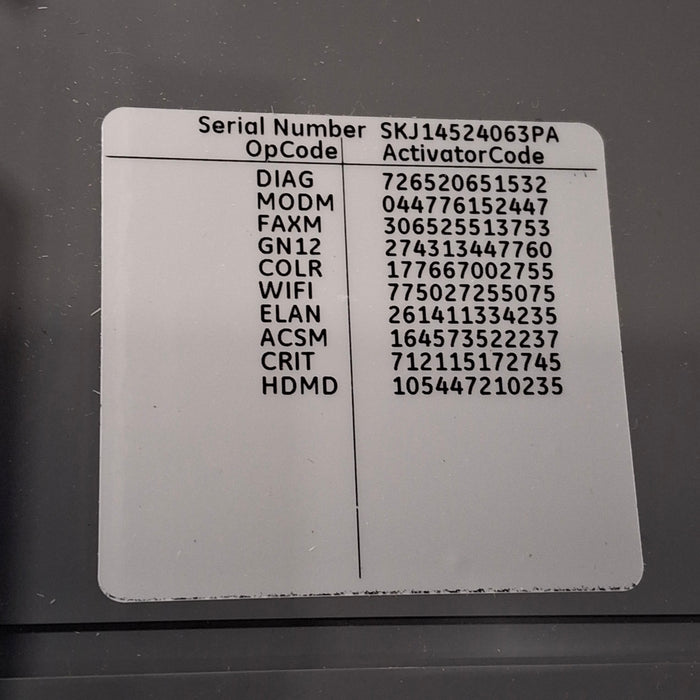 Serial Number SKJ14524063PA
OpCode ActivatorCode
DIAG 726520651532
MODM 044776152447
FAXM 306525513753
GN12 274313447760
COLR 177667002755
WIFI 775027255075
ELAN 261411334235
ACSM 164573522237
CRIT 712115172745
HDMD 105447210235